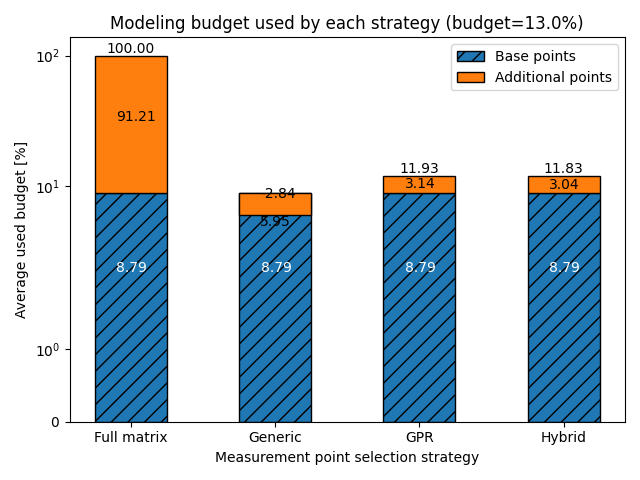 Modeling budget used by each strategy (budget=13.0%)
Base points
Additional points
100.00
91.21
8.79
-2.84
5.95
8.79
11.93
3.14
8.79
11.83
3.04
8.79
10²
10¹
10⁰
0
Average used budget [%]
Full matrix
Generic
GPR
Hybrid
Measurement point selection strategy